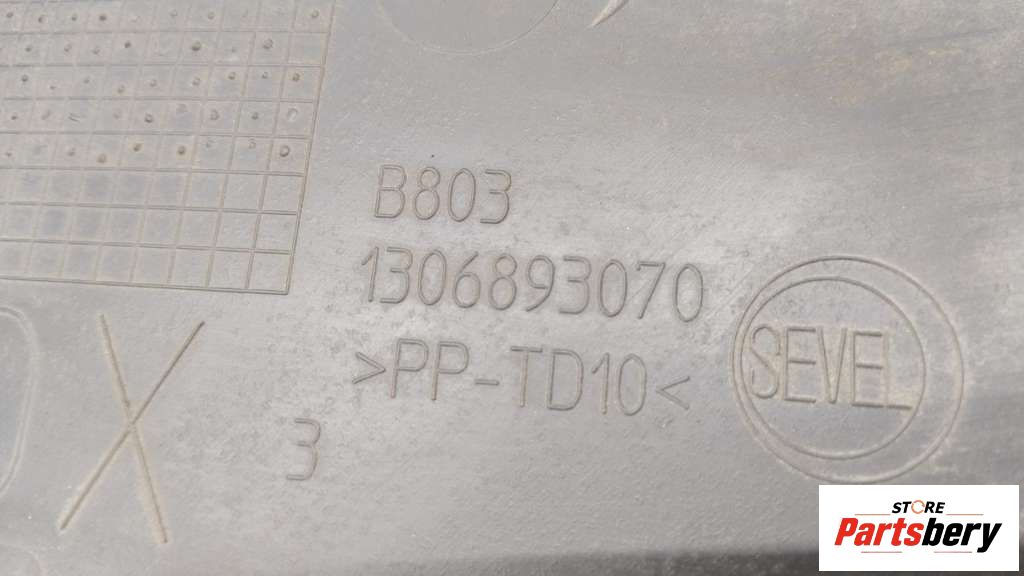 B803
1306893070
>PP-TD10<
SEVEL
3
X
STORE
Partsbery